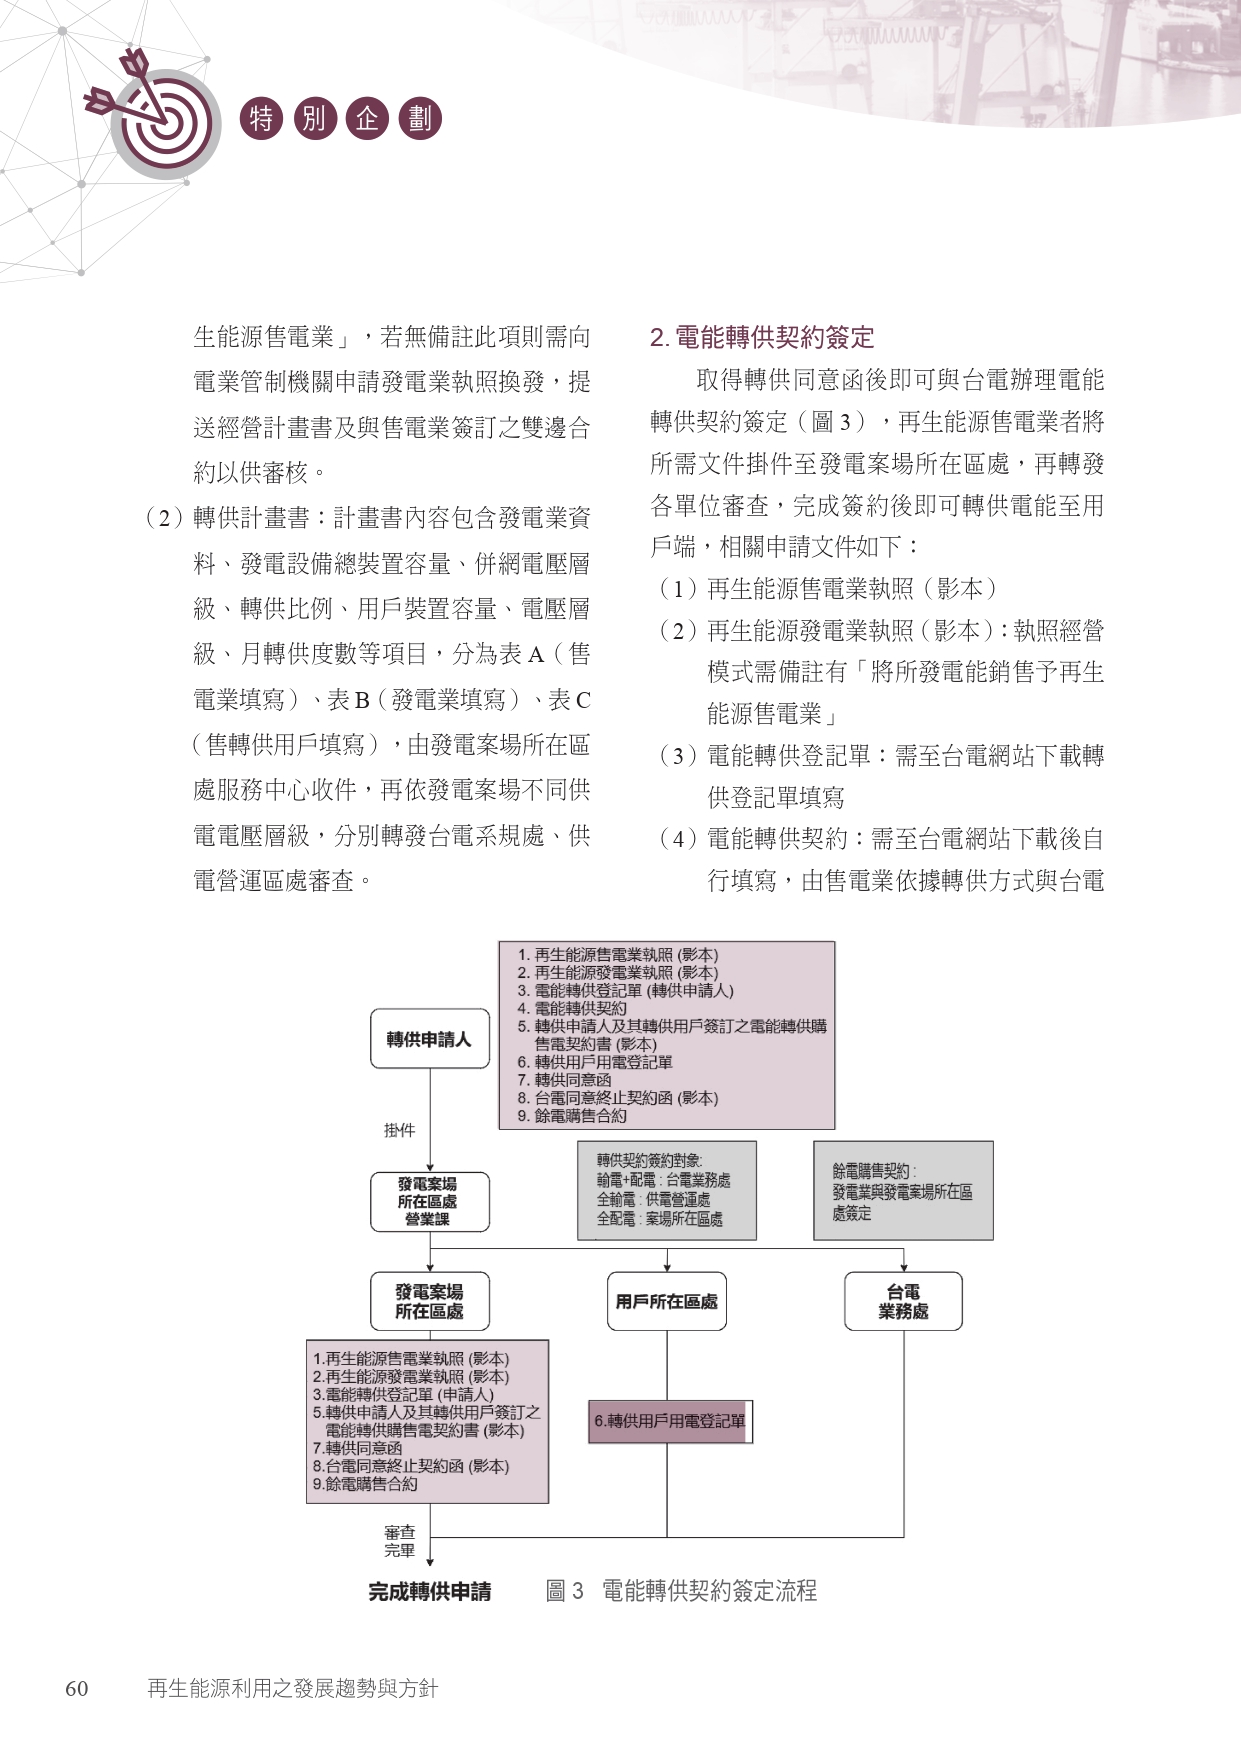 特別企劃
生能源售電業」，若無備註此項則需向
電業管制機關申請發電業執照換發，提
送經營計畫書及與售電業簽訂之雙邊合
約以供審核。
（2）轉供計畫書：計畫書內容包含發電業資
料、發電設備總裝置容量、併網電壓層
級、轉供比例、用戶裝置容量、電壓層
級、月轉供度數等項目，分為表 A（售
電業填寫）、表 B（發電業填寫）、表 C
（售轉供用戶填寫），由發電案場所在區
處服務中心收件，再依發電案場不同供
電電壓層級，分別轉發台電系規處、供
電營運區處審查。
2. 電能轉供契約簽定
取得轉供同意函後即可與台電辦理電能
轉供契約簽定（圖 3），再生能源售電業者將
所需文件掛件至發電案場所在區處，再轉發
各單位審查，完成簽約後即可轉供電能至用
戶端，相關申請文件如下：
（1）再生能源售電業執照（影本）
（2）再生能源發電業執照（影本）：執照經營
模式需備註有「將所發電能銷售予再生
能源售電業」
（3）電能轉供登記單：需至台電網站下載轉
供登記單填寫
（4）電能轉供契約：需至台電網站下載後自
行填寫，由售電業依據轉供方式與台電
1. 再生能源售電業執照 (影本)
2. 再生能源發電業執照 (影本)
3. 電能轉供登記單 (轉供申請人)
4. 電能轉供契約
5. 轉供申請人及其轉供用戶簽訂之電能轉供購
售電契約書 (影本)
6. 轉供用戶用電登記單
7. 轉供同意函
8. 台電同意終止契約函 (影本)
9. 餘電購售合約
轉供申請人
掛件
發電案場
所在區處
營業課
轉供契約簽約對象:
輸電+配電 : 台電業務處
全輸電 : 供電營運處
全配電 : 案場所在區處
餘電購售契約 :
發電業與發電案場所在區
處簽定
發電案場
所在區處
用戶所在區處
台電
業務處
1.再生能源售電業執照 (影本)
2.再生能源發電業執照 (影本)
3.電能轉供登記單 (申請人)
5.轉供申請人及其轉供用戶簽訂之
電能轉供購售電契約書 (影本)
7.轉供同意函
8.台電同意終止契約函 (影本)
9.餘電購售合約
6.轉供用戶用電登記單
審查
完畢
完成轉供申請
圖 3 電能轉供契約簽定流程
60 再生能源利用之發展趨勢與方針